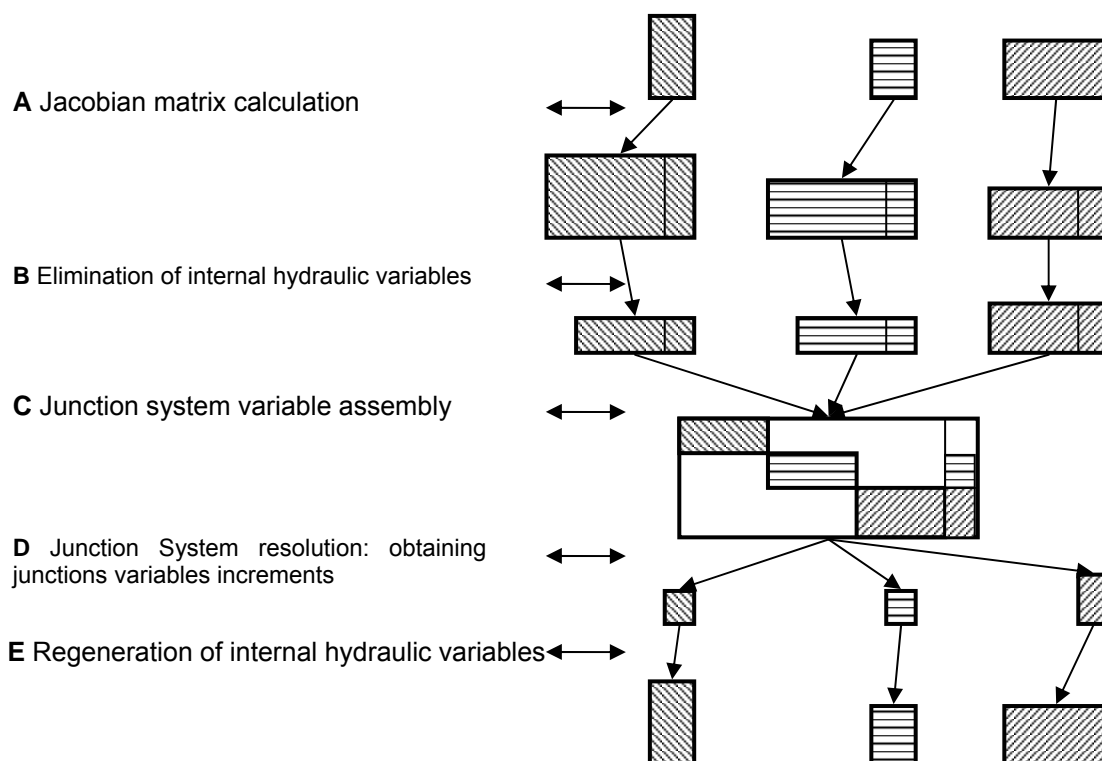 A Jacobian matrix calculation
B Elimination of internal hydraulic variables
C Junction system variable assembly
D Junction System resolution: obtaining
junctions variables increments
E Regeneration of internal hydraulic variables